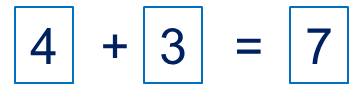 4 + 3 = 7